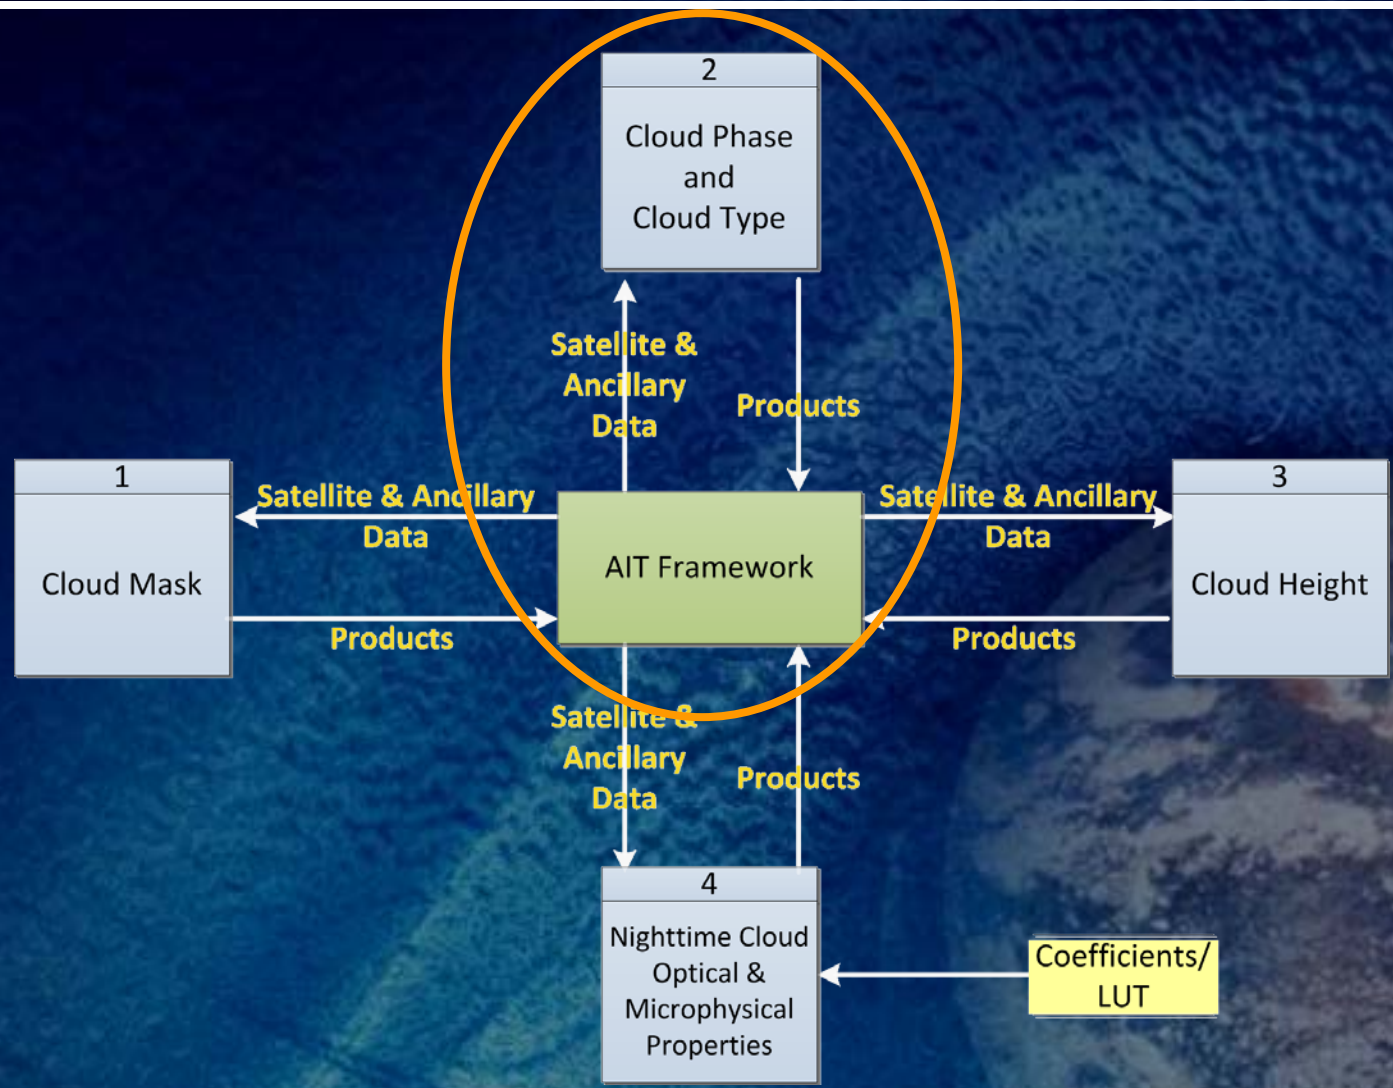 2
Cloud Phase
and
Cloud Type
Satellite &
Ancillary
Data
Products
1
Cloud Mask
Satellite & Ancillary
Data
Products
AIT Framework
Satellite & Ancillary
Data
Products
3
Cloud Height
Satellite &
Ancillary
Data
Products
4
Nighttime Cloud
Optical &
Microphysical
Properties
Coefficients/
LUT